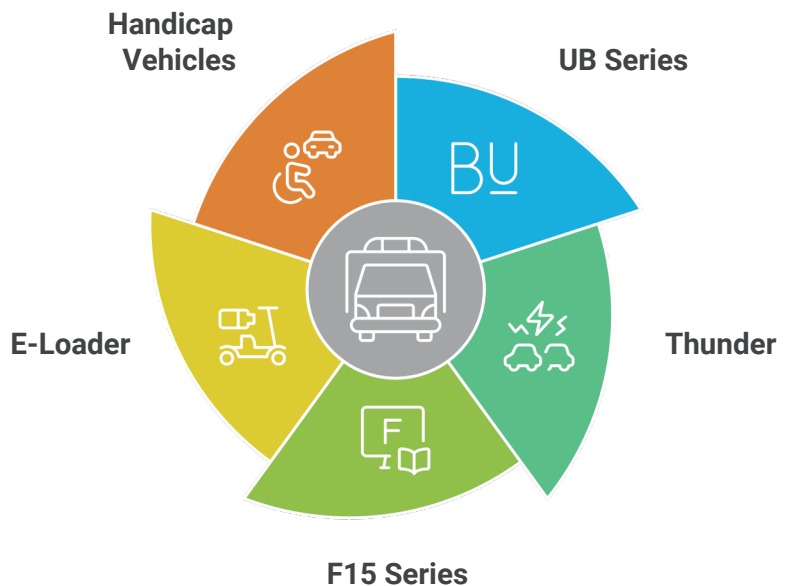 Handicap
Vehicles
UB Series
BU
E-Loader
Thunder
F
F15 Series